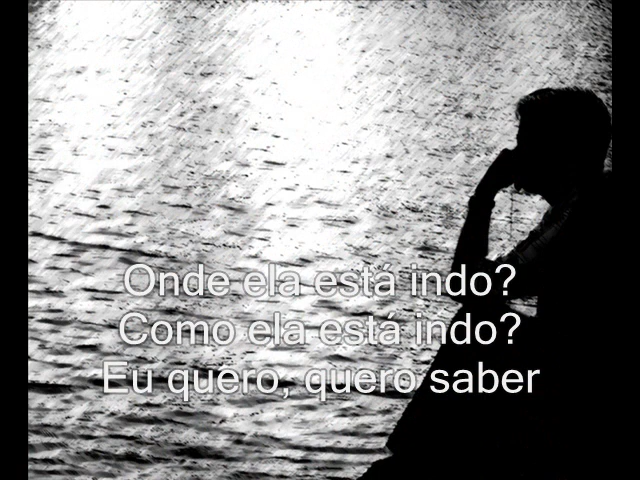 Onde ela está indo?
Como ela está indo?
Eu quero, quero saber